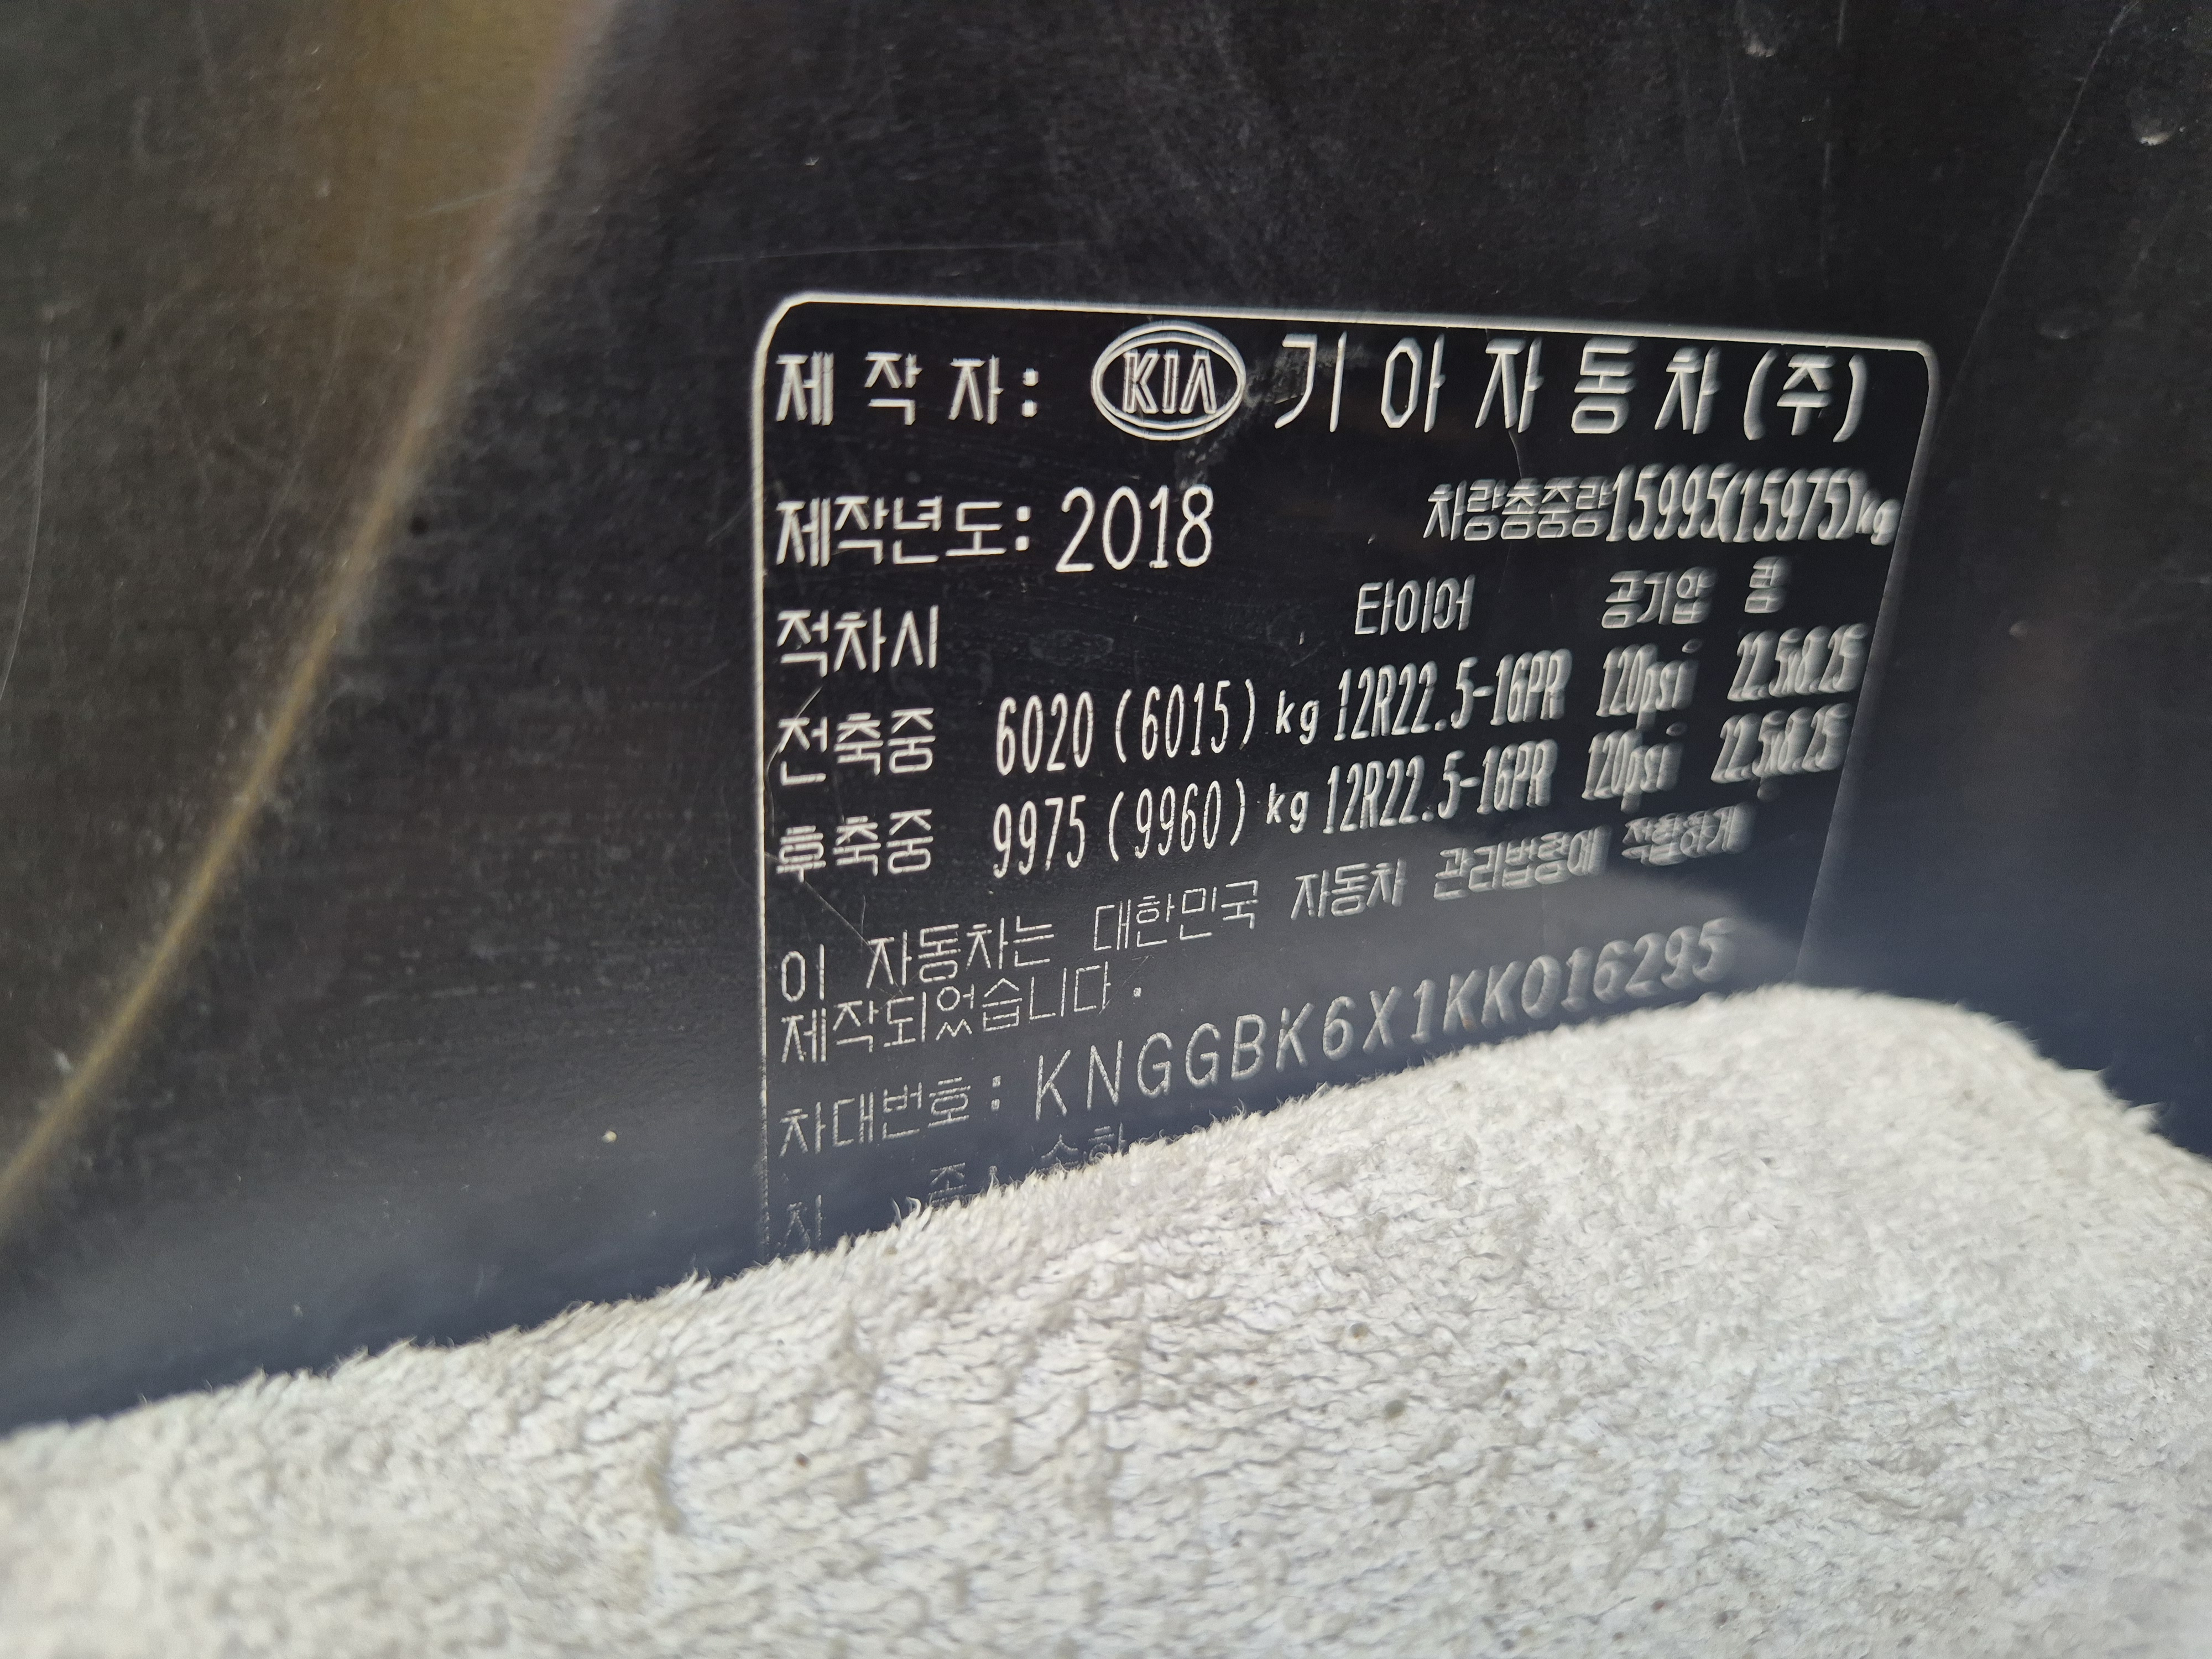 제 작 자: KIA 기아자동차(주)
제작년도: 2018 차량총중량15995(15975)kg
적차시 타이어 공기압 림
전축중 6020(6015)kg 12R22.5-16PR 120psi 22.5x8.25
후축중 9975(9960)kg 12R22.5-16PR 120psi 22.5x8.25
이 자동차는 대한민국 자동차 관리법령에 적합하게
제작되었습니다.
차대번호: KNGGBK6X1KK016295